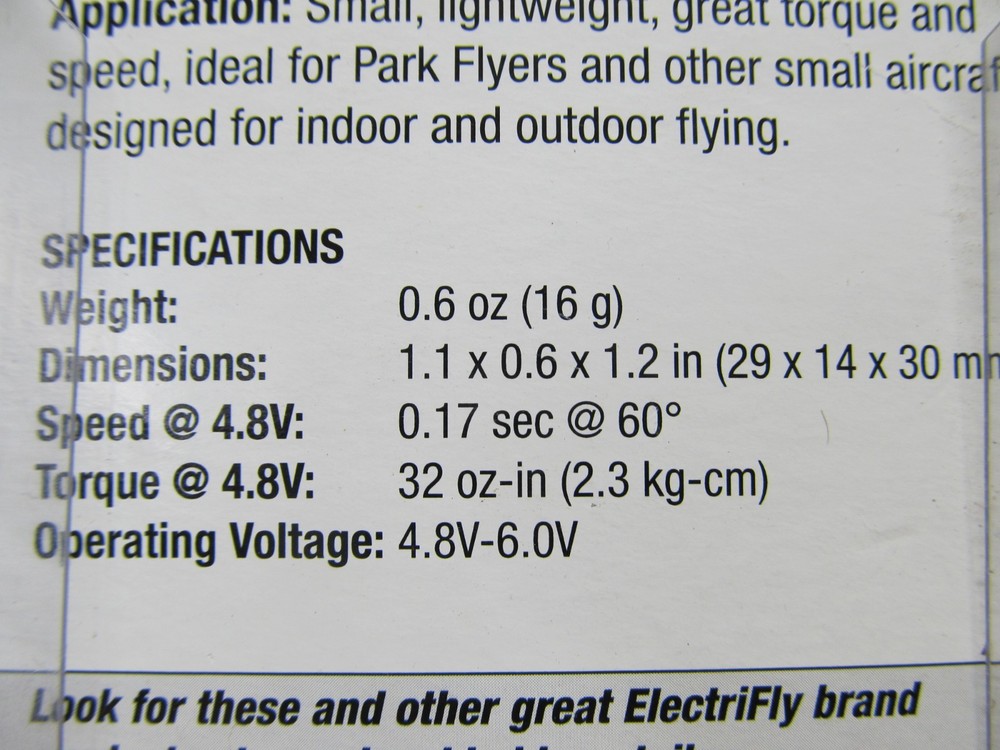 Application: Small, lightweight, great torque and
speed, ideal for Park Flyers and other small aircraf
designed for indoor and outdoor flying.
SPECIFICATIONS
Weight: 0.6 oz (16 g)
Dimensions: 1.1 x 0.6 x 1.2 in (29 x 14 x 30 mm
Speed @ 4.8V: 0.17 sec @ 60°
Torque @ 4.8V: 32 oz-in (2.3 kg-cm)
Operating Voltage: 4.8V-6.0V
Look for these and other great ElectriFly brand